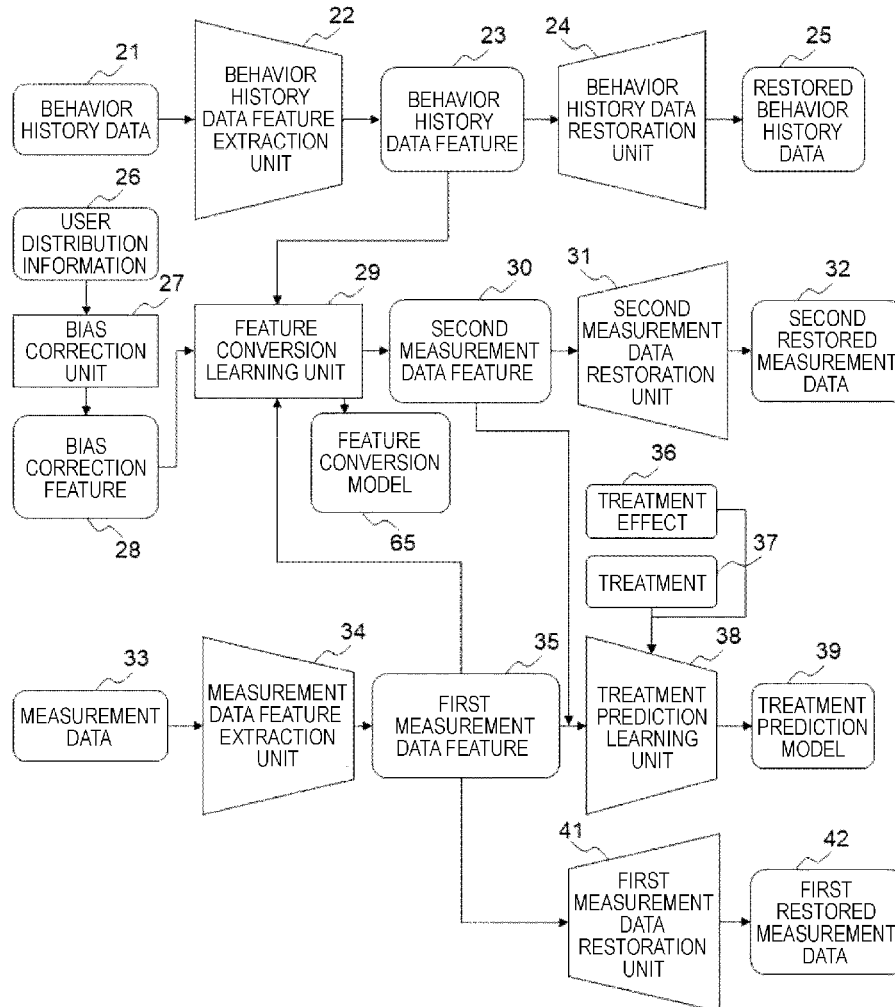 21
BEHAVIOR
HISTORY DATA
22
BEHAVIOR
HISTORY
DATA FEATURE
EXTRACTION
UNIT
23
BEHAVIOR
HISTORY
DATA FEATURE
24
BEHAVIOR
HISTORY DATA
RESTORATION
UNIT
25
RESTORED
BEHAVIOR
HISTORY
DATA
26
USER
DISTRIBUTION
INFORMATION
27
BIAS
CORRECTION
UNIT
BIAS
CORRECTION
FEATURE
28
29
FEATURE
CONVERSION
LEARNING UNIT
FEATURE
CONVERSION
MODEL
65
30
SECOND
MEASUREMENT
DATA FEATURE
31
SECOND
MEASUREMENT
DATA
RESTORATION
UNIT
32
SECOND
RESTORED
MEASUREMENT
DATA
36
TREATMENT
EFFECT
37
TREATMENT
33
MEASUREMENT
DATA
34
MEASUREMENT
DATA FEATURE
EXTRACTION
UNIT
35
FIRST
MEASUREMENT
DATA FEATURE
38
TREATMENT
PREDICTION
LEARNING
UNIT
39
TREATMENT
PREDICTION
MODEL
41
FIRST
MEASUREMENT
DATA
RESTORATION
UNIT
42
FIRST
RESTORED
MEASUREMENT
DATA